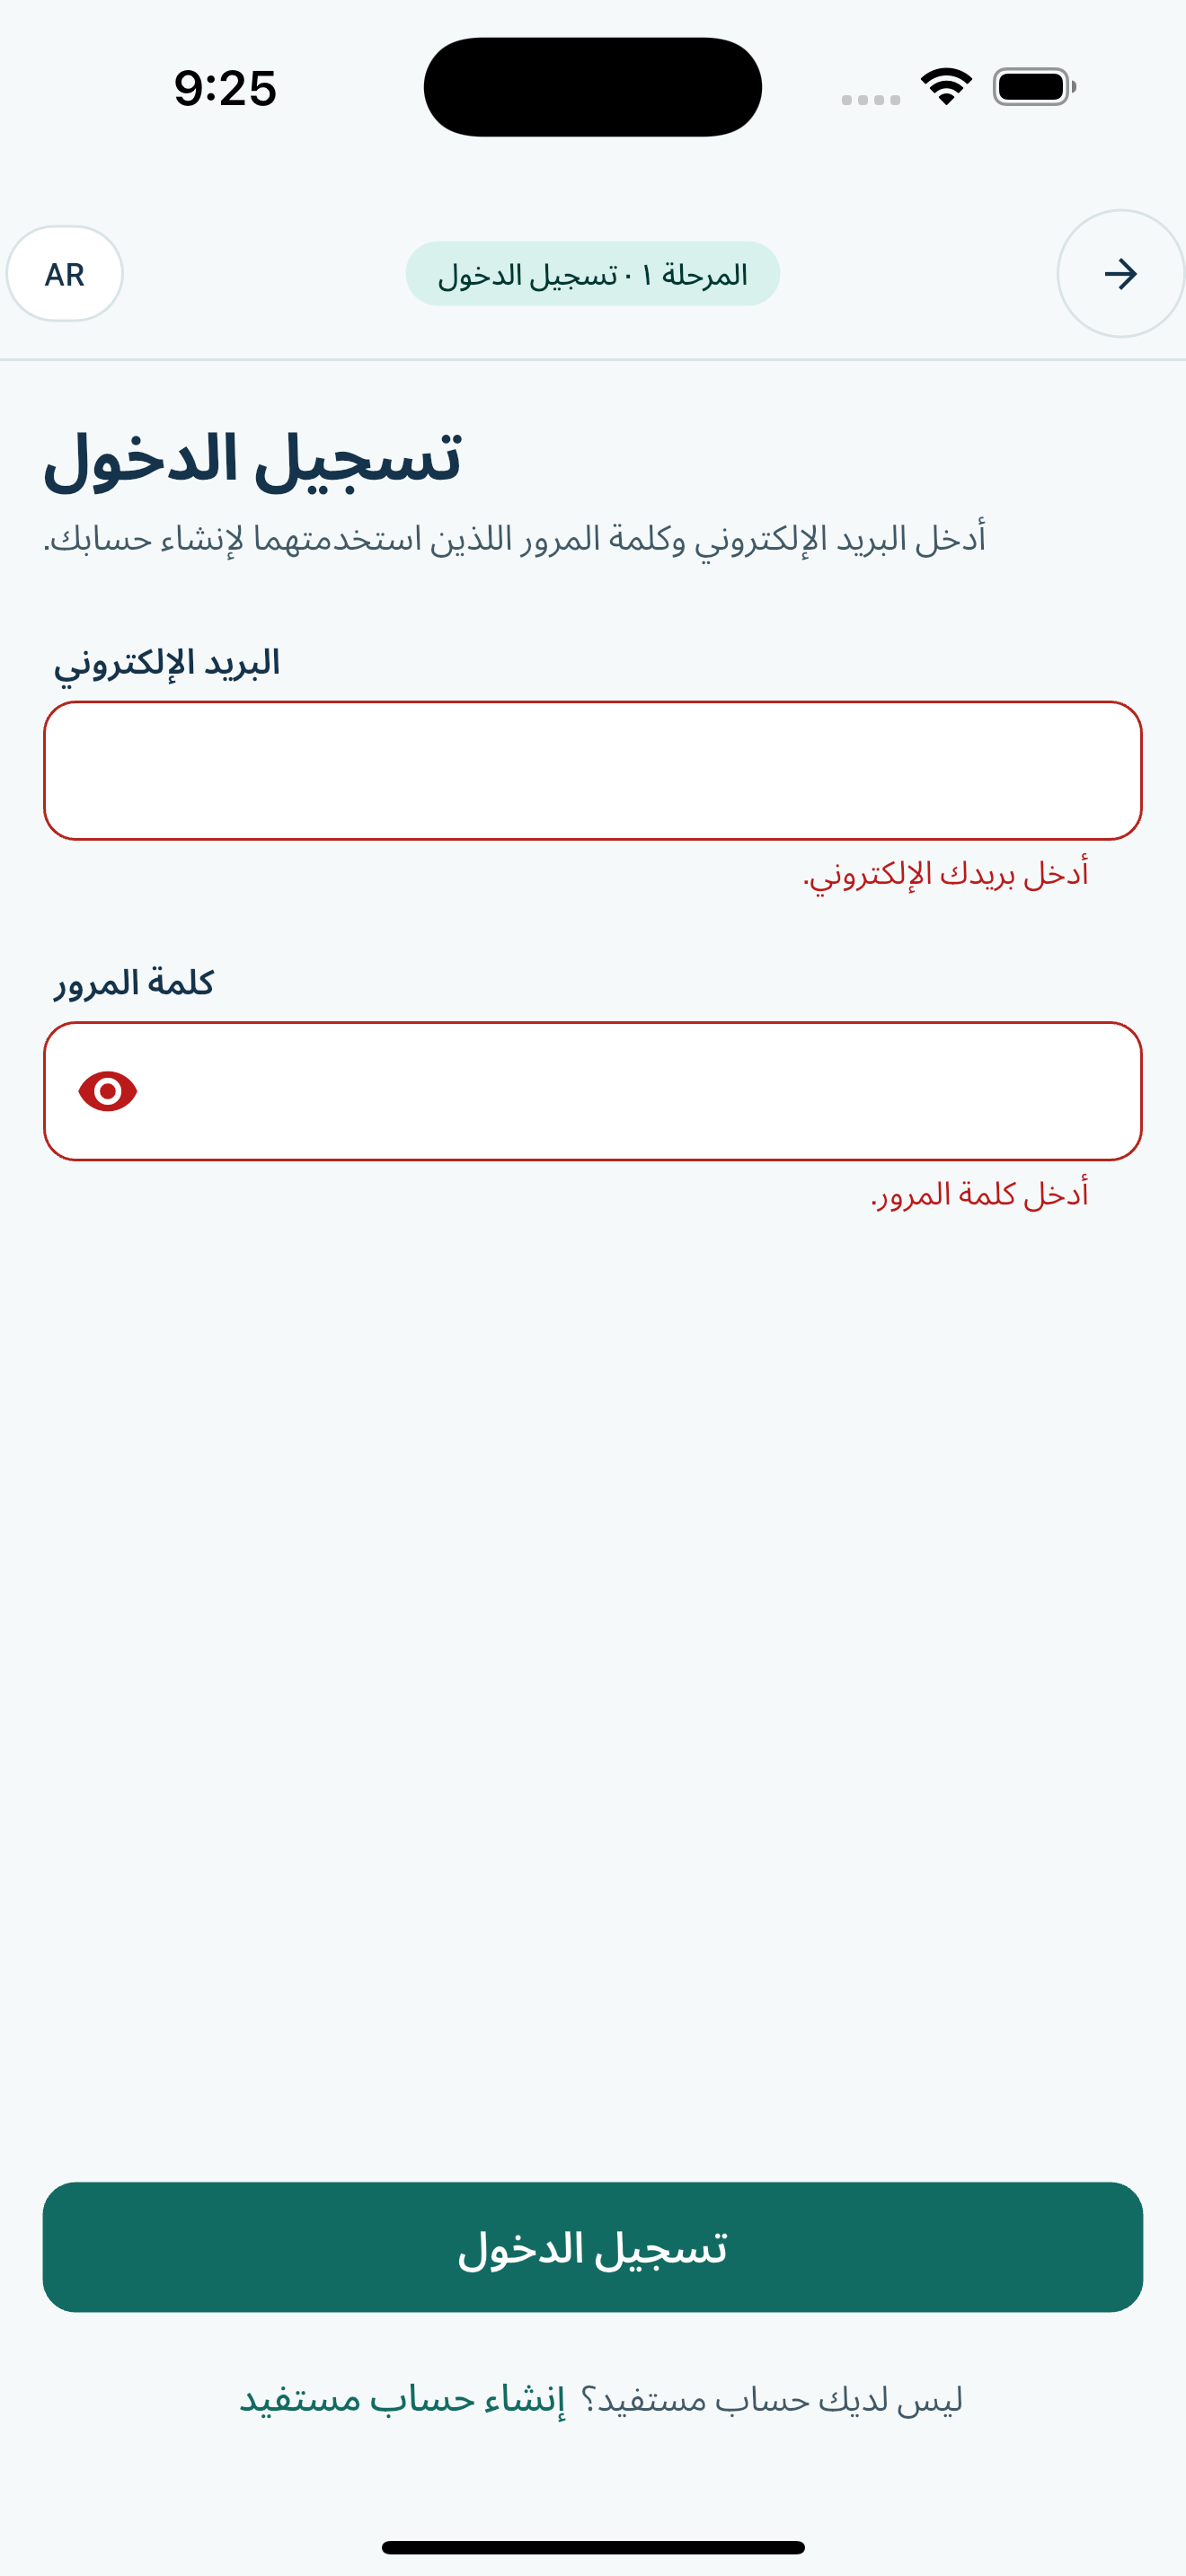 9:25
AR
المرحلة ١ · تسجيل الدخول
تسجيل الدخول
أدخل البريد الإلكتروني وكلمة المرور اللذين استخدمتهما لإنشاء حسابك.
البريد الإلكتروني
أدخل بريدك الإلكتروني.
كلمة المرور
أدخل كلمة المرور.
تسجيل الدخول
ليس لديك حساب مستفيد؟ إنشاء حساب مستفيد